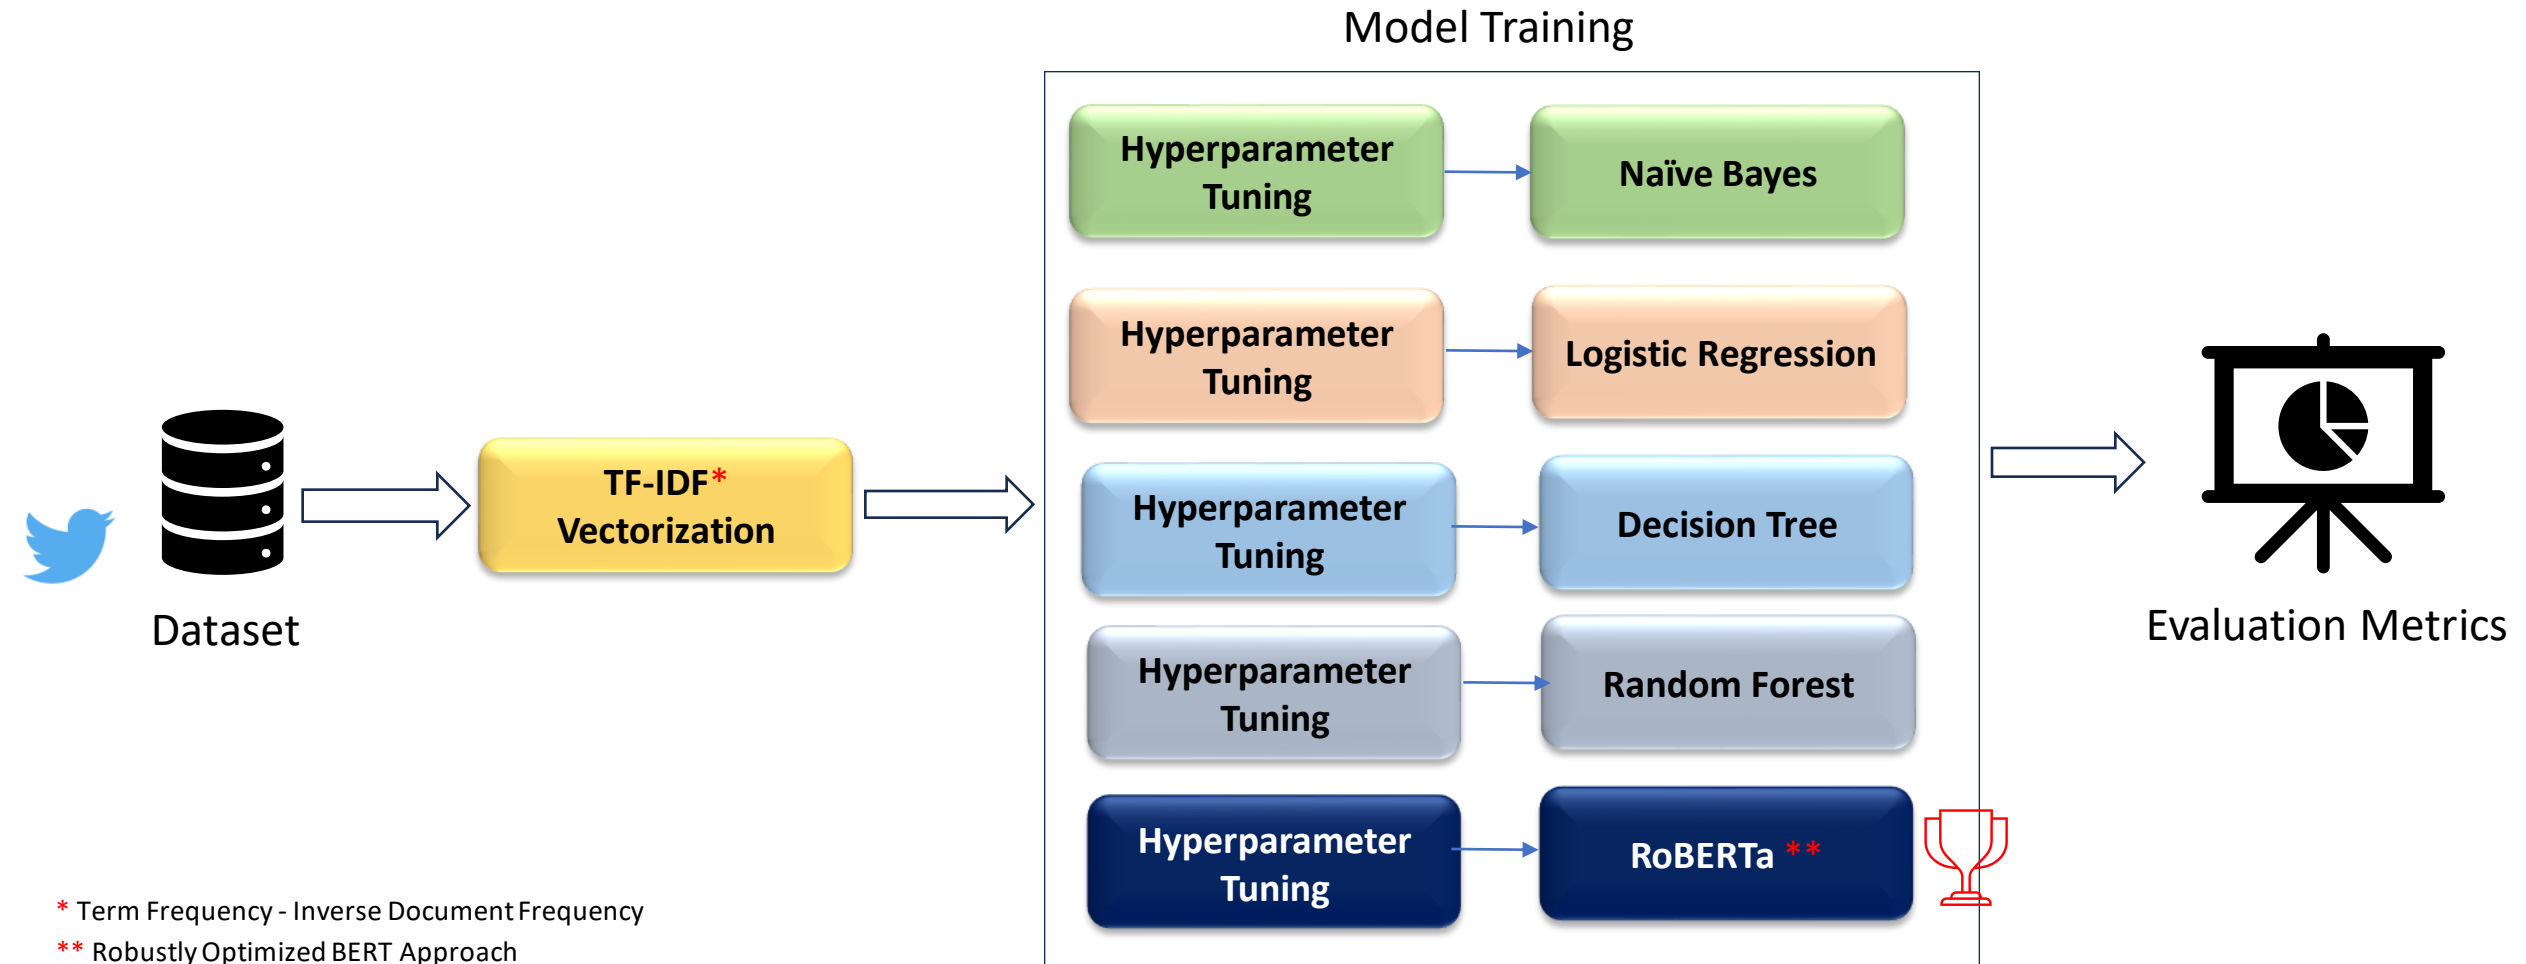 Model Training
Hyperparameter
Tuning
Naïve Bayes
Hyperparameter
Tuning
Logistic Regression
Hyperparameter
Tuning
Decision Tree
Hyperparameter
Tuning
Random Forest
Hyperparameter
Tuning
RoBERTa **
TF-IDF*
Vectorization
Dataset
Evaluation Metrics
* Term Frequency - Inverse Document Frequency
** Robustly Optimized BERT Approach